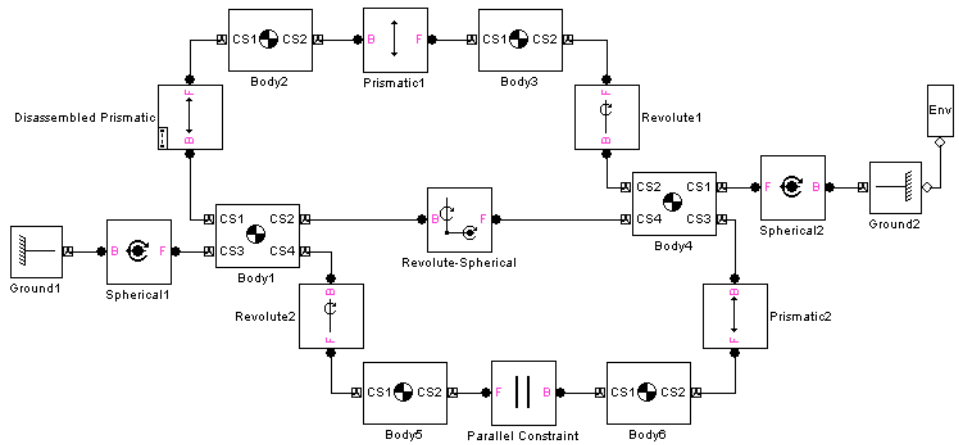 CS1 CS2
Body2
B F
Prismatic1
CS1 CS2
Body3
Env
Disassembled Prismatic
F
B
F
B
Revolute1
CS1 CS2
CS3 CS4
Body1
B F
Revolute-Spherical
CS2 CS1
CS4 CS3
Body4
F B
Spherical2
Ground2
Ground1
B F
Spherical1
Revolute2
B
F
B
F
Prismatic2
CS1 CS2
Body5
F B
Parallel Constraint
CS1 CS2
Body6